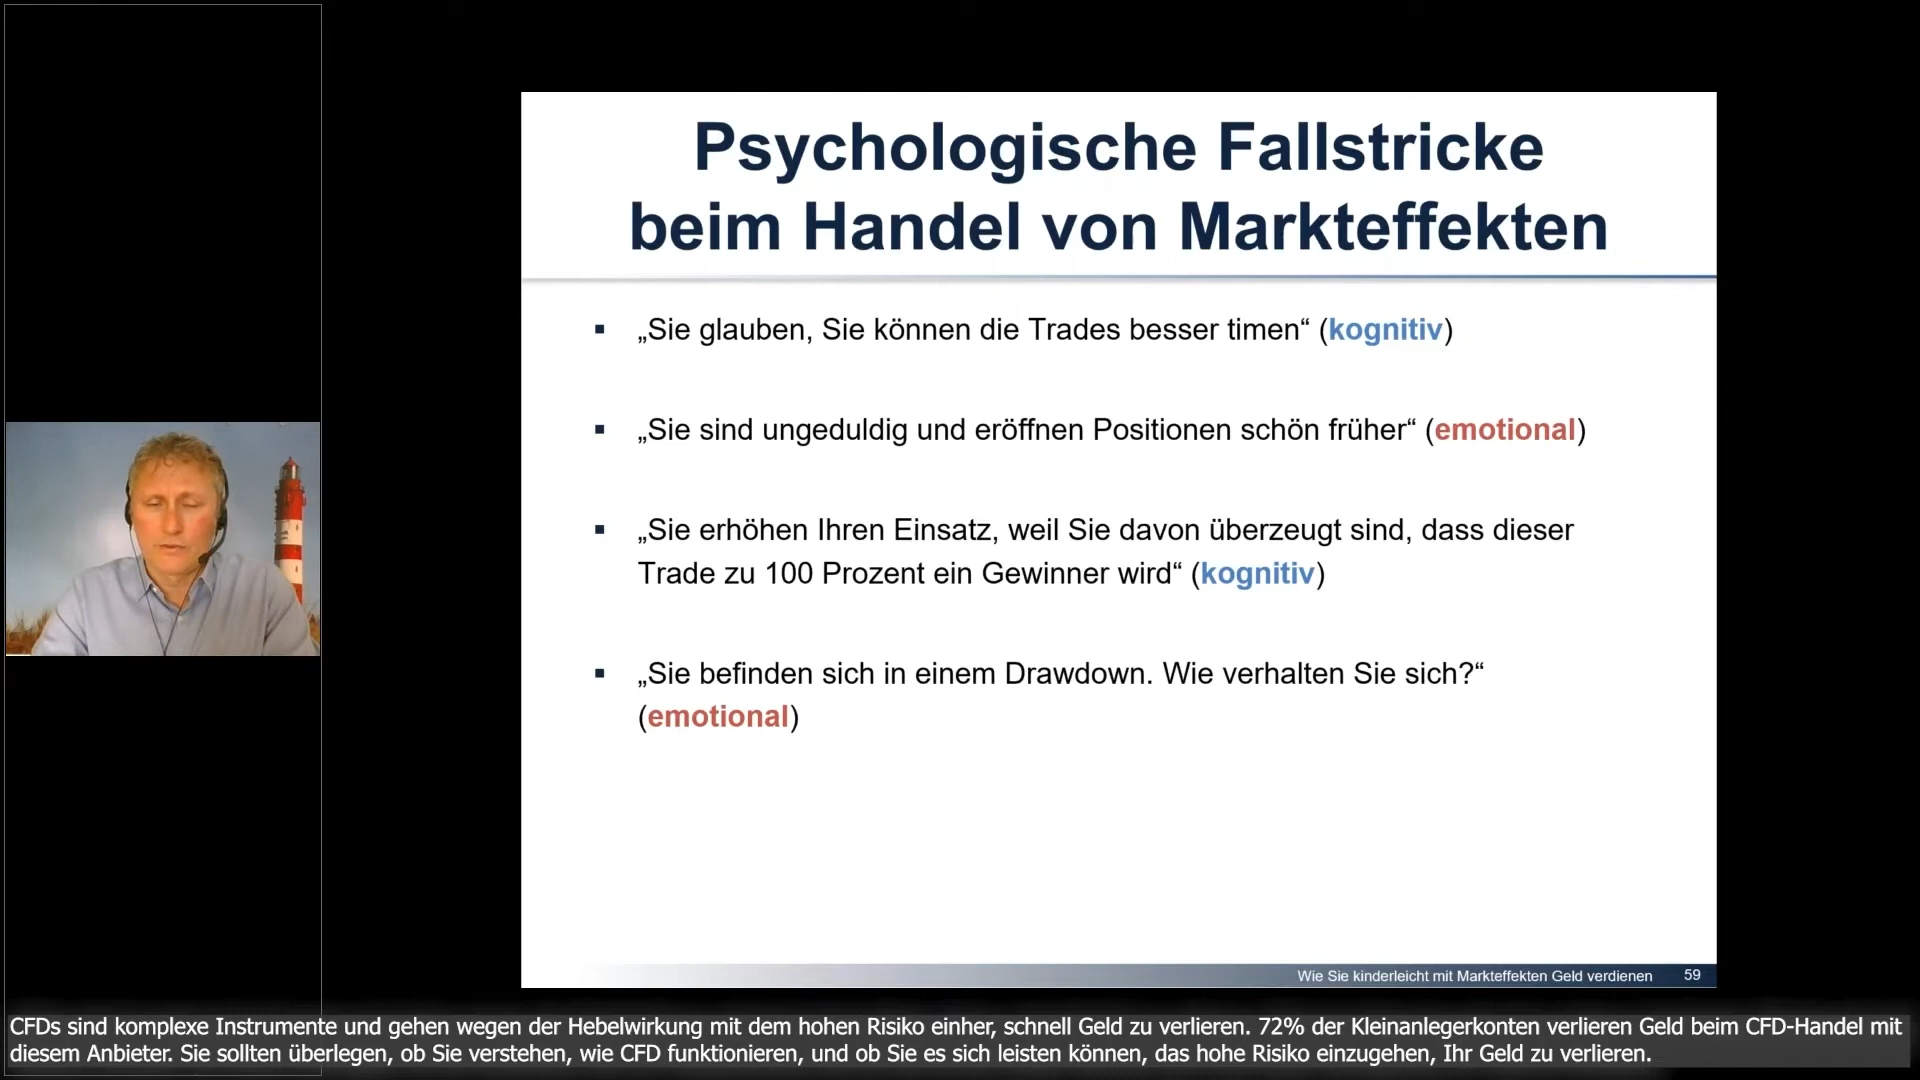 Psychologische Fallstricke
beim Handel von Markteffekten
▪ „Sie glauben, Sie können die Trades besser timen“ (kognitiv)
▪ „Sie sind ungeduldig und eröffnen Positionen schön früher“ (emotional)
▪ „Sie erhöhen Ihren Einsatz, weil Sie davon überzeugt sind, dass dieser
Trade zu 100 Prozent ein Gewinner wird“ (kognitiv)
▪ „Sie befinden sich in einem Drawdown. Wie verhalten Sie sich?“
(emotional)
Wie Sie kinderleicht mit Markteffekten Geld verdienen 59
CFDs sind komplexe Instrumente und gehen wegen der Hebelwirkung mit dem hohen Risiko einher, schnell Geld zu verlieren. 72% der Kleinanlegerkonten verlieren Geld beim CFD-Handel mit
diesem Anbieter. Sie sollten überlegen, ob Sie verstehen, wie CFD funktionieren, und ob Sie es sich leisten können, das hohe Risiko einzugehen, Ihr Geld zu verlieren.